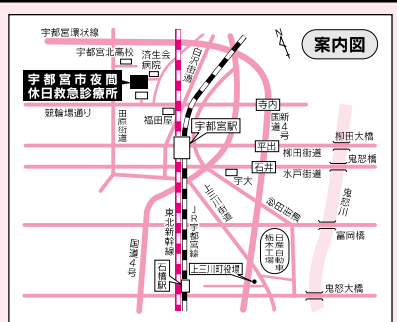 案内図
N
宇都宮環状線
宇都宮北高校
済生会
病院
白沢街道
宇都宮市夜間
休日救急診療所
競輪場通り
田原街道
福田屋
宇都宮駅
寺内
新
国道4号
平出
柳田街道
柳田大橋
石井
水戸街道
鬼怒橋
宇大
上三川街道
鬼怒川
富岡橋
日産自動車
栃木工場
東北新幹線
JR宇都宮線
国道4号
石橋駅
上三川町役場
鬼怒大橋